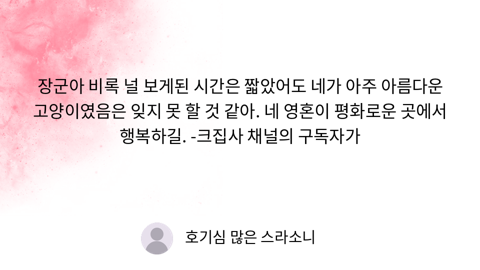 장군아 비록 널 보게된 시간은 짧았어도 네가 아주 아름다운
고양이였음은 잊지 못 할 것 같아. 네 영혼이 평화로운 곳에서
행복하길. -크집사 채널의 구독자가
호기심 많은 스라소니